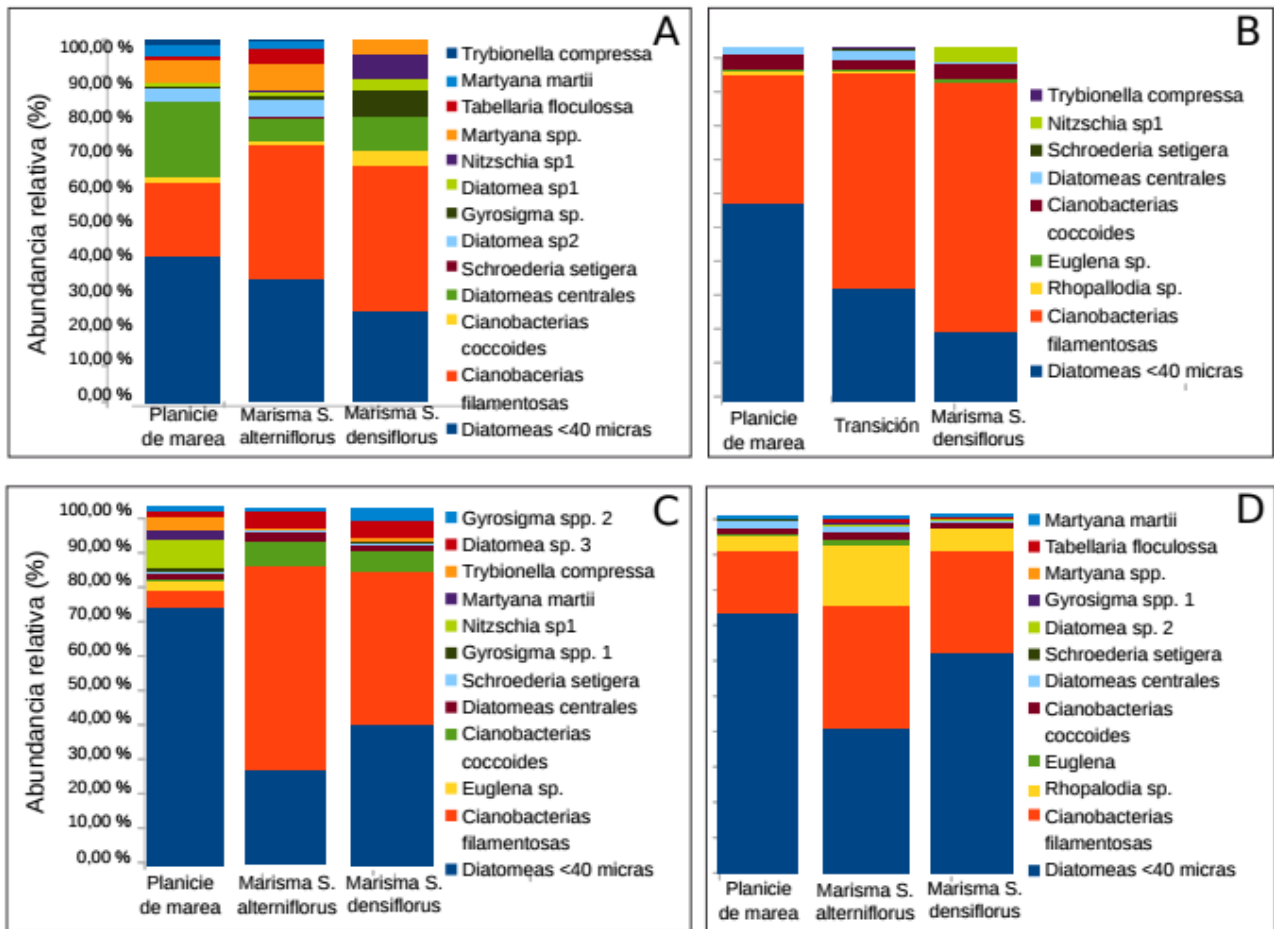 A
Abundancia relativa (%)
100,00 %
90,00 %
80,00 %
70,00 %
60,00 %
50,00 %
40,00 %
30,00 %
20,00 %
10,00 %
0,00 %
Planicie
de marea
Marisma S.
alterniflorus
Marisma S.
densiflorus
Trybionella compressa
Martyana martii
Tabellaria floculossa
Martyana spp.
Nitzschia sp1
Diatomea sp1
Gyrosigma sp.
Diatomea sp2
Schroederia setigera
Diatomeas centrales
Cianobacterias
coccoides
Cianobacerias
filamentosas
Diatomeas <40 micras
B
Planicie
de marea
Transición
Marisma S.
densiflorus
Trybionella compressa
Nitzschia sp1
Schroederia setigera
Diatomeas centrales
Cianobacterias
coccoides
Euglena sp.
Rhopallodia sp.
Cianobacterias
filamentosas
Diatomeas <40 micras
C
Abundancia relativa (%)
100,00 %
90,00 %
80,00 %
70,00 %
60,00 %
50,00 %
40,00 %
30,00 %
20,00 %
10,00 %
0,00 %
Planicie
de marea
Marisma S.
alterniflorus
Marisma S.
densiflorus
Gyrosigma spp. 2
Diatomea sp. 3
Trybionella compressa
Martyana martii
Nitzschia sp1
Gyrosigma spp. 1
Schroederia setigera
Diatomeas centrales
Cianobacterias
coccoides
Euglena sp.
Cianobacterias
filamentosas
Diatomeas <40 micras
D
Planicie
de marea
Marisma S.
alterniflorus
Marisma S.
densiflorus
Martyana martii
Tabellaria floculossa
Martyana spp.
Gyrosigma spp. 1
Diatomea sp. 2
Schroederia setigera
Diatomeas centrales
Cianobacterias
coccoides
Euglena
Rhopalodia sp.
Cianobacterias
filamentosas
Diatomeas <40 micras